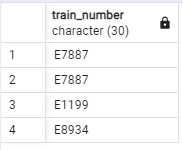 train_number
character (30)
1 E7887
2 E7887
3 E1199
4 E8934